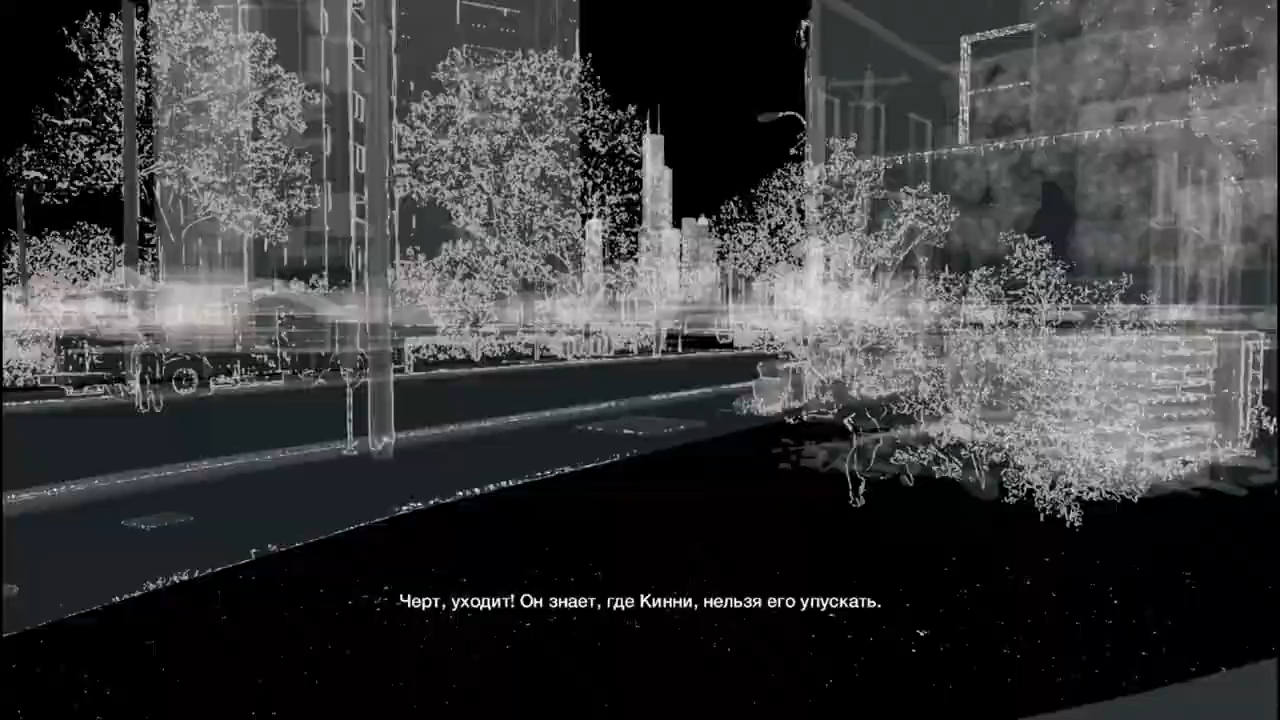 Черт, уходит! Он знает, где Кинни, нельзя его упускать.